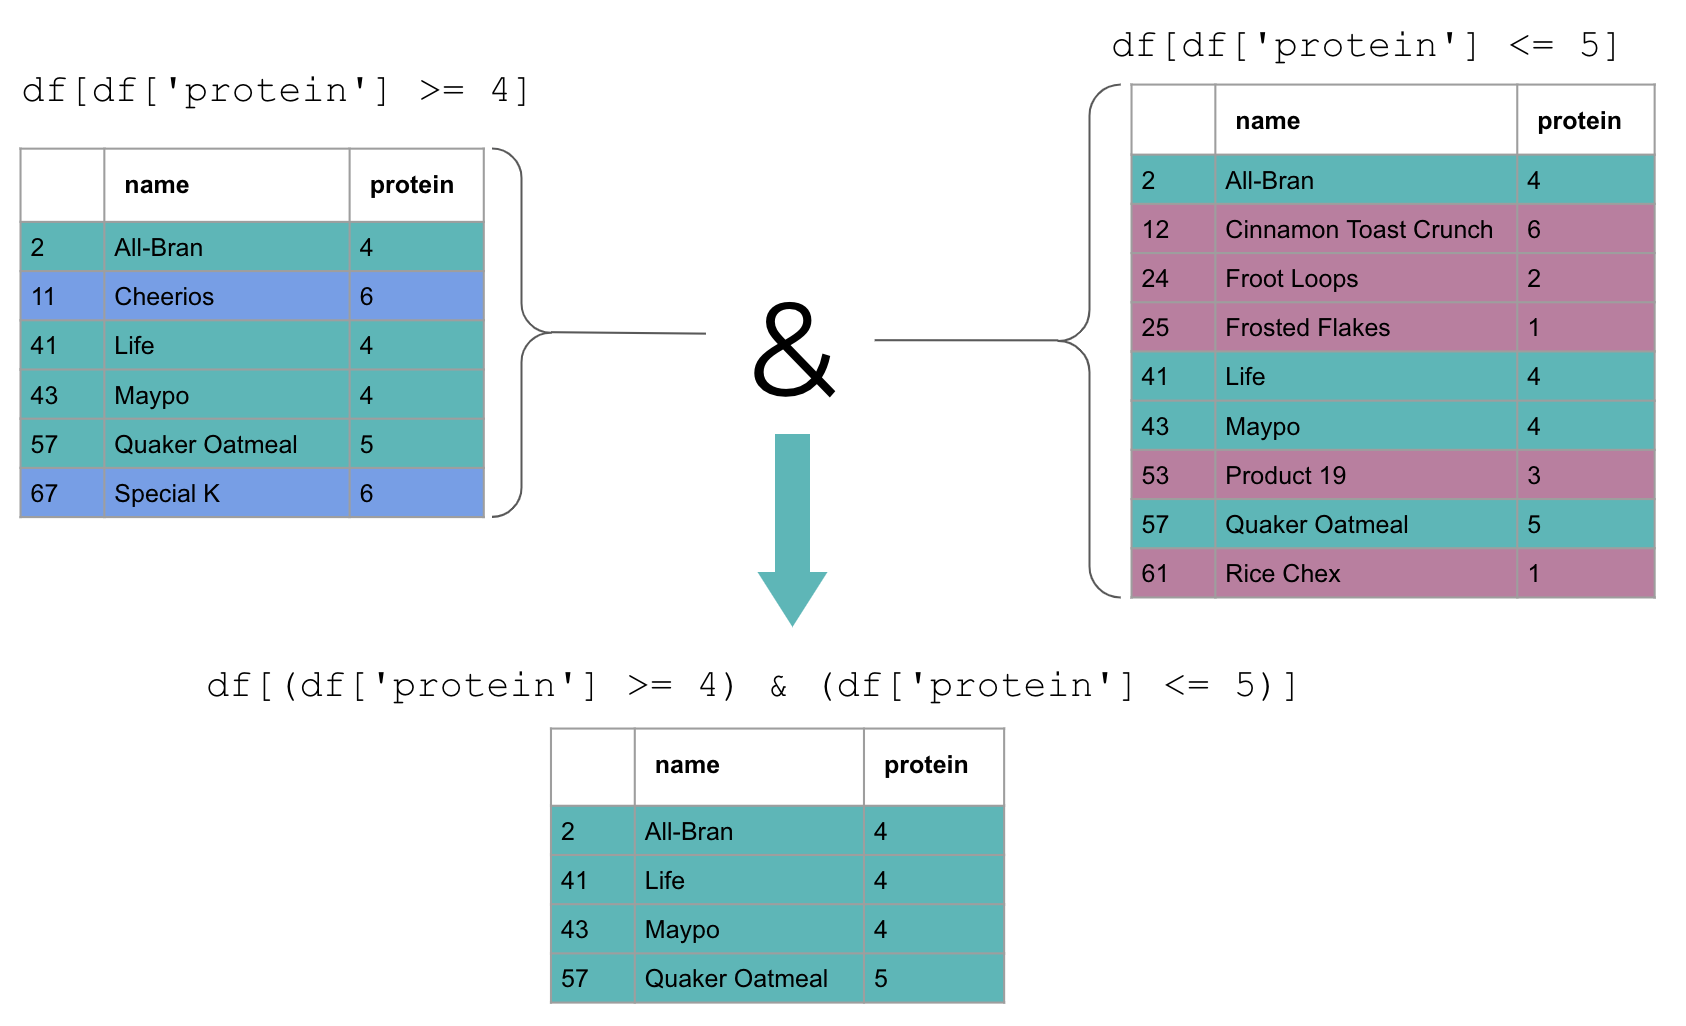 df[df['protein'] >= 4]
name protein
2 All-Bran 4
11 Cheerios 6
41 Life 4
43 Maypo 4
57 Quaker Oatmeal 5
67 Special K 6
&
df[df['protein'] <= 5]
name protein
2 All-Bran 4
12 Cinnamon Toast Crunch 6
24 Froot Loops 2
25 Frosted Flakes 1
41 Life 4
43 Maypo 4
53 Product 19 3
57 Quaker Oatmeal 5
61 Rice Chex 1
df[(df['protein'] >= 4) & (df['protein'] <= 5)]
name protein
2 All-Bran 4
41 Life 4
43 Maypo 4
57 Quaker Oatmeal 5